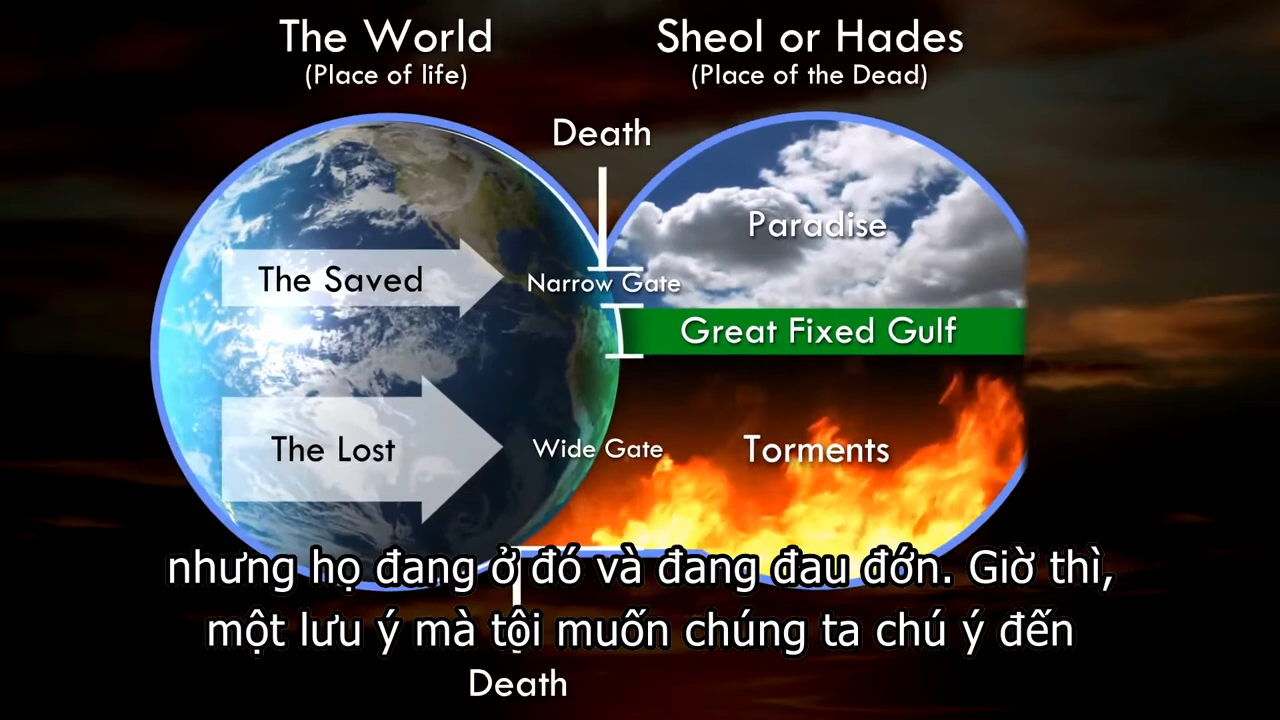 The World
(Place of life)
Sheol or Hades
(Place of the Dead)
Death
Paradise
The Saved
Narrow Gate
Great Fixed Gulf
The Lost
Wide Gate
Torments
nhưng họ đang ở đó và đang đau đớn. Giờ thì,
một lưu ý mà tội muốn chúng ta chú ý đến
Death